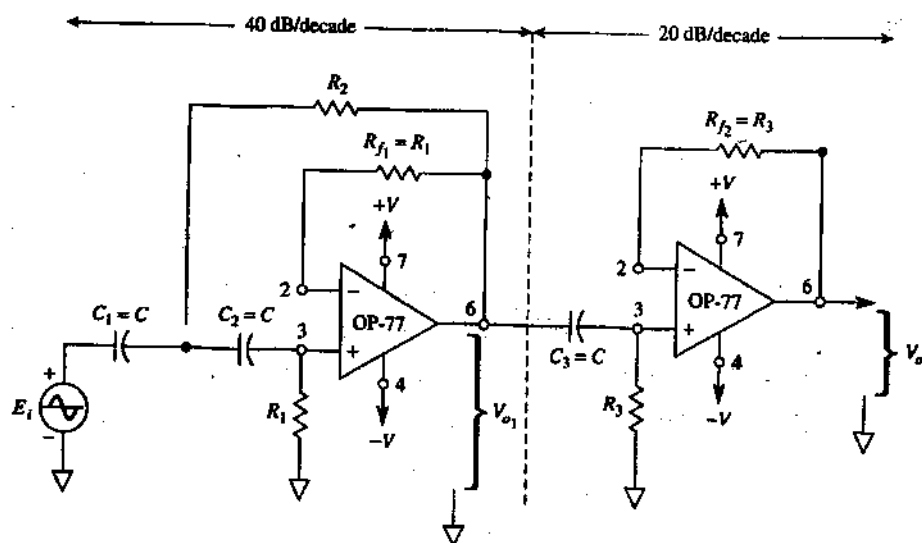 40 dB/decade
20 dB/decade
R2
Rf1 = R1
Rf2 = R3
+V
+V
7
7
2
−
2
−
C1 = C
C2 = C
3
OP-77
6
3
OP-77
6
+
+
C3 = C
+
Ei
−
4
4
R1
−V
Vo1
R3
−V
Vo